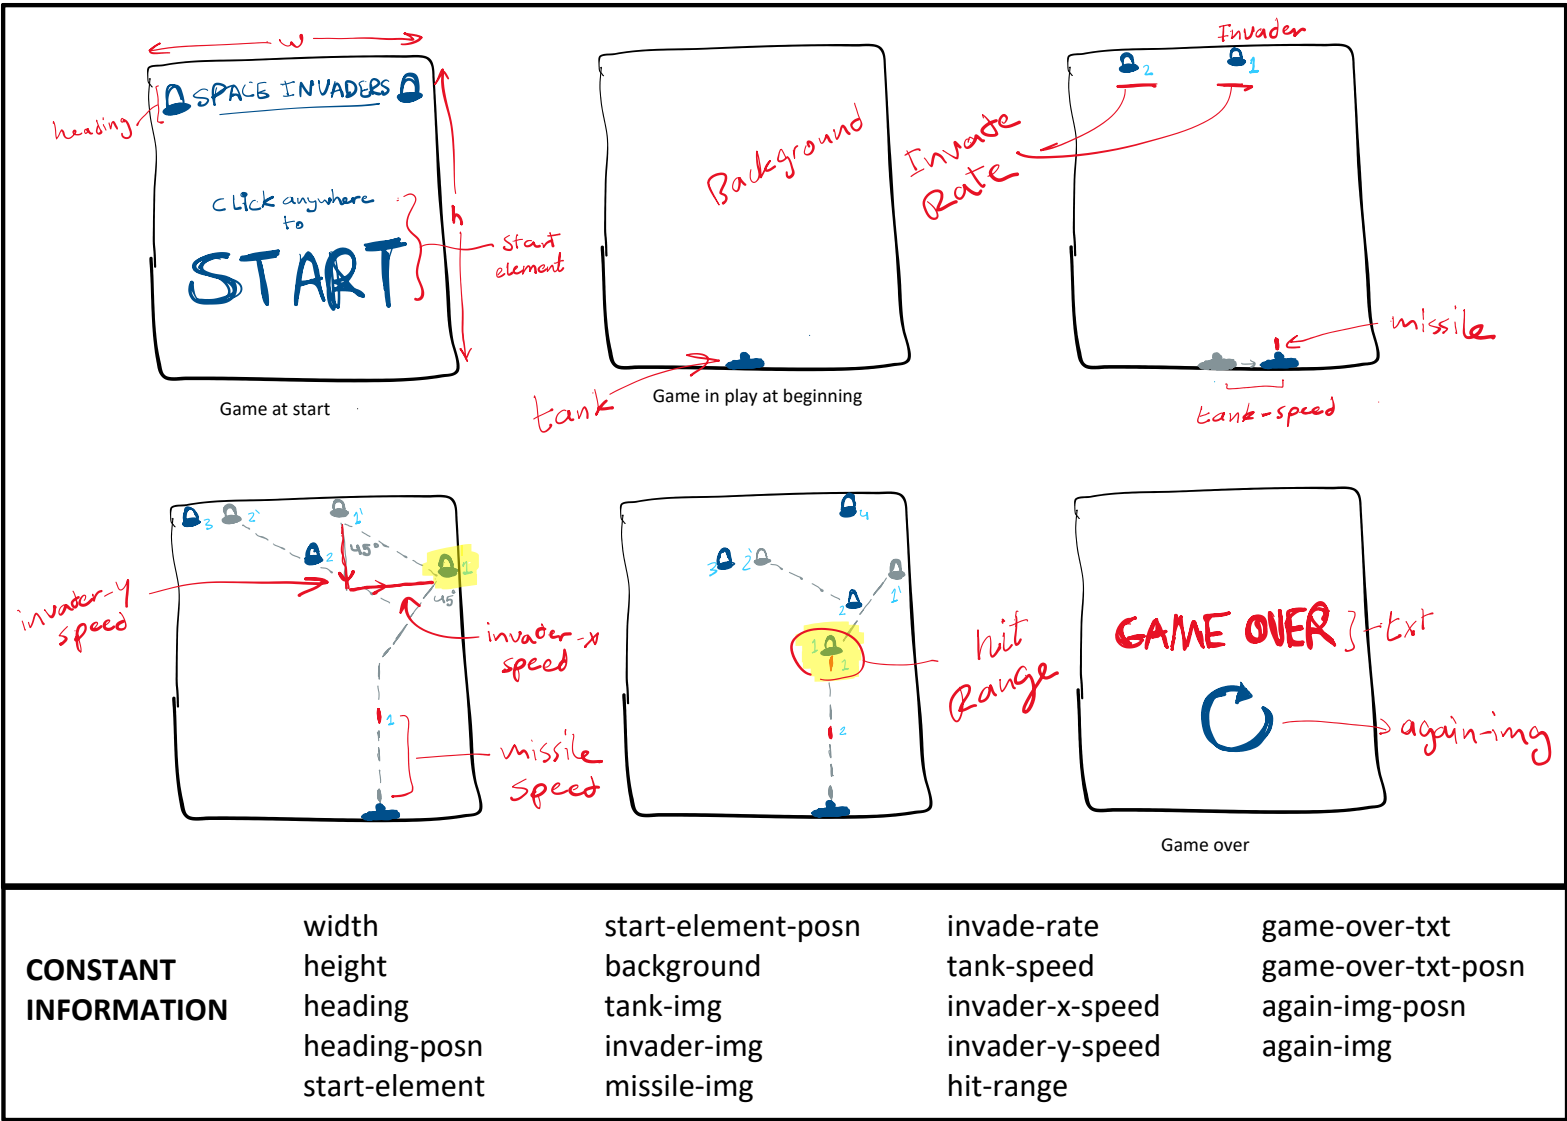 w
SPACE INVADERS
heading
CLICK anywhere
to
START
h
Start
element
Game at start
Background
tank
Game in play at beginning
Invader
2
1
Invade
Rate
missile
tank-speed
3
2'
1'
2
45°
1
45°
invader-y
speed
invader-x
speed
1
missile
speed
4
3
2'
1'
2
1
1
hit
Range
2
GAME OVER
txt
again-img
Game over
CONSTANT
INFORMATION
width
height
heading
heading-posn
start-element
start-element-posn
background
tank-img
invader-img
missile-img
invade-rate
tank-speed
invader-x-speed
invader-y-speed
hit-range
game-over-txt
game-over-txt-posn
again-img-posn
again-img